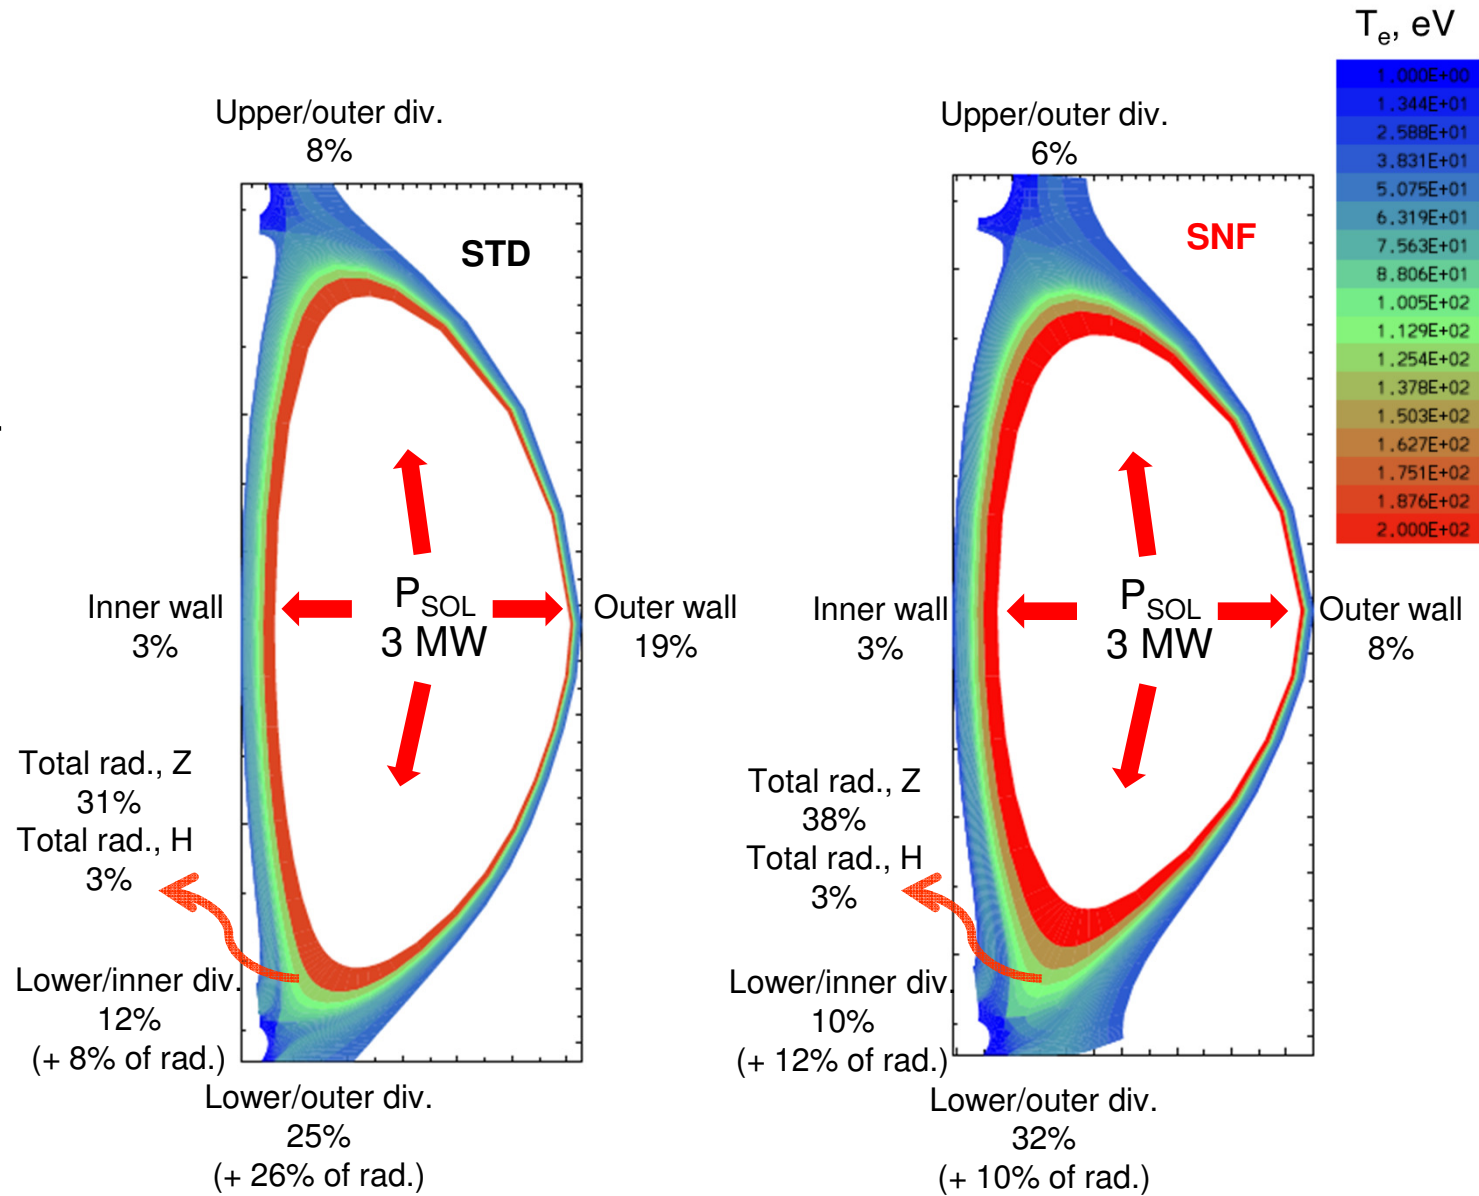 T_e, eV
1.000E+00
1.344E+01
2.588E+01
3.831E+01
5.075E+01
6.319E+01
7.563E+01
8.806E+01
1.005E+02
1.129E+02
1.254E+02
1.378E+02
1.503E+02
1.627E+02
1.751E+02
1.876E+02
2.000E+02
Upper/outer div.
8%
STD
Inner wall
3%
P_SOL
3 MW
Outer wall
19%
Total rad., Z
31%
Total rad., H
3%
Lower/inner div.
12%
(+ 8% of rad.)
Lower/outer div.
25%
(+ 26% of rad.)
Upper/outer div.
6%
SNF
Inner wall
3%
P_SOL
3 MW
Outer wall
8%
Total rad., Z
38%
Total rad., H
3%
Lower/inner div.
10%
(+ 12% of rad.)
Lower/outer div.
32%
(+ 10% of rad.)